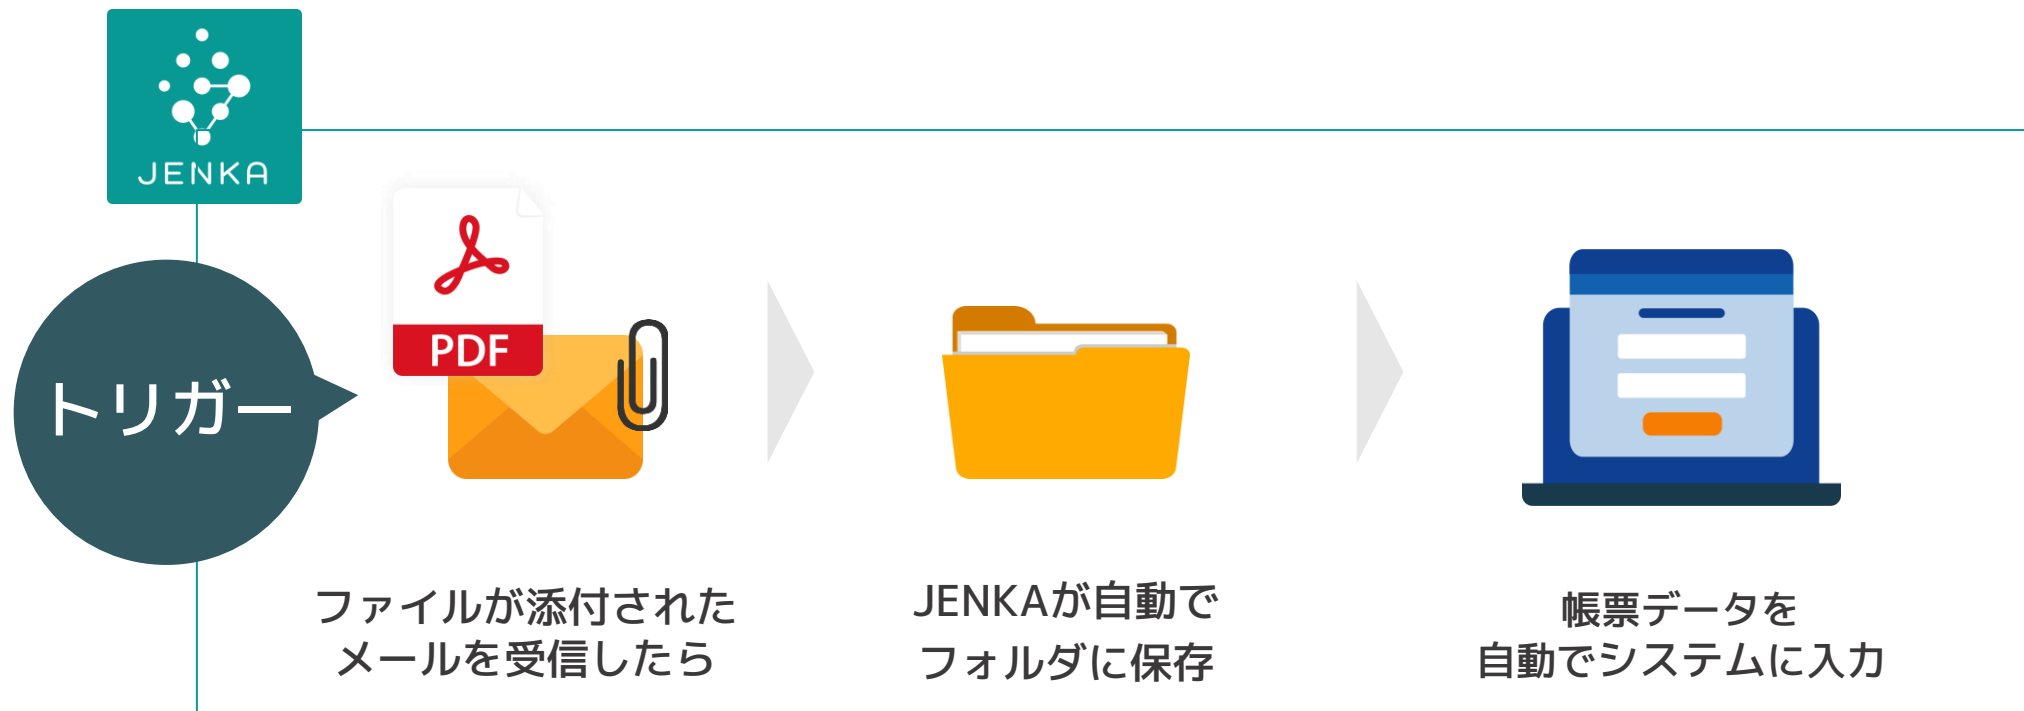 JENKA
PDF
トリガー
ファイルが添付された
メールを受信したら
JENKAが自動で
フォルダに保存
帳票データを
自動でシステムに入力